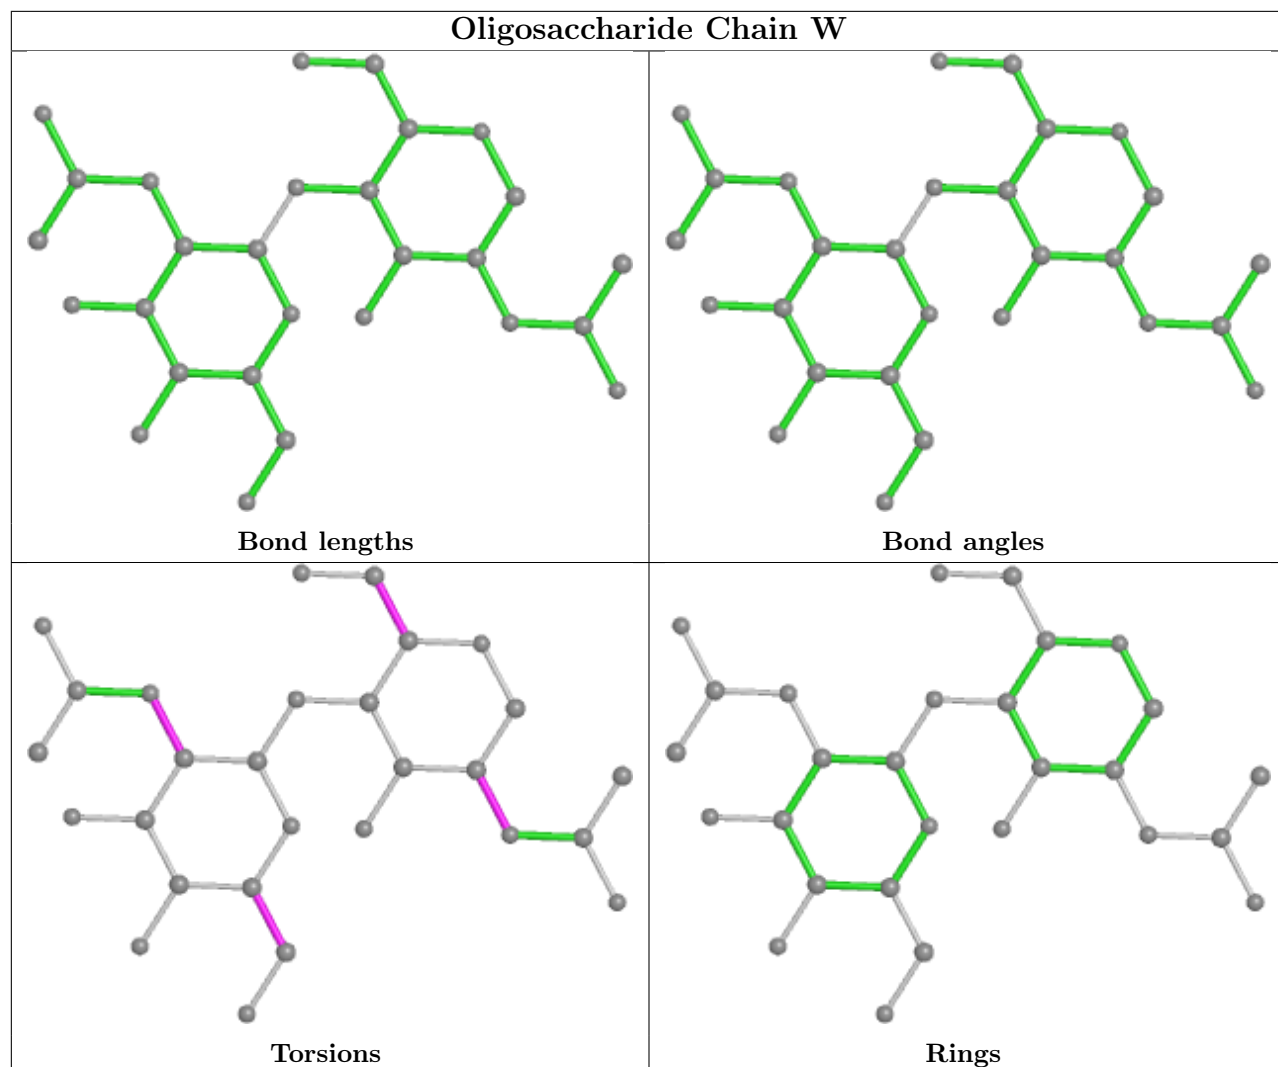 Oligosaccharide Chain W
Bond lengths
Bond angles
Torsions
Rings